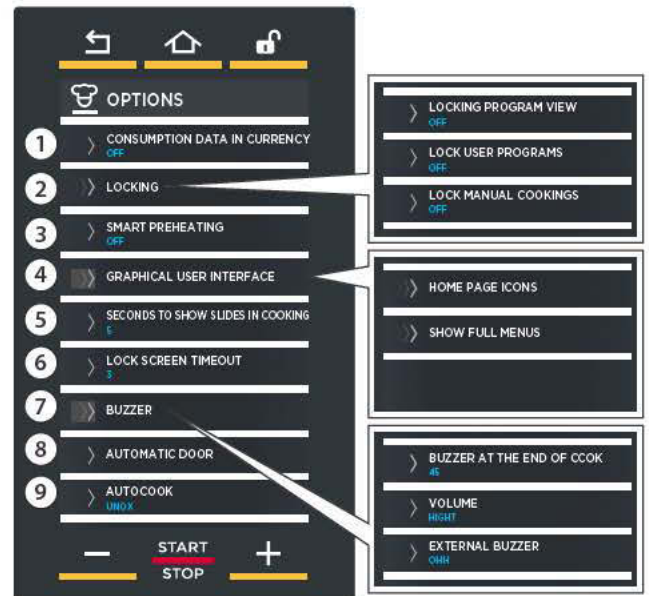 OPTIONS
1
CONSUMPTION DATA IN CURRENCY
OFF
2
LOCKING
3
SMART PREHEATING
OFF
4
GRAPHICAL USER INTERFACE
5
SECONDS TO SHOW SLIDES IN COOKING
5
6
LOCK SCREEN TIMEOUT
3
7
BUZZER
8
AUTOMATIC DOOR
9
AUTOCOOK
UNOX
START
STOP
LOCKING PROGRAM VIEW
OFF
LOCK USER PROGRAMS
OFF
LOCK MANUAL COOKINGS
OFF
HOME PAGE ICONS
SHOW FULL MENUS
BUZZER AT THE END OF CCOK
45
VOLUME
HIGHT
EXTERNAL BUZZER
OHH